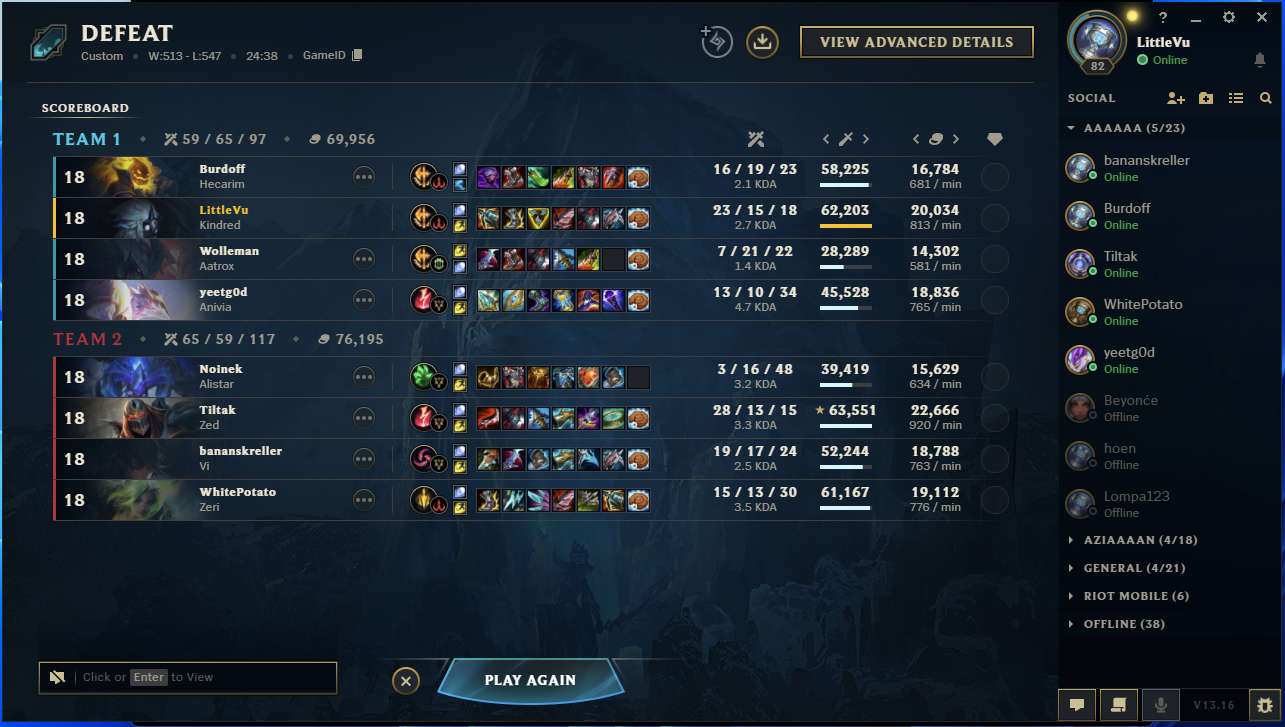 DEFEAT
Custom • W:513 - L:547 • 24:38 • GameID
VIEW ADVANCED DETAILS
SCOREBOARD
TEAM 1 • 59 / 65 / 97 • 69,956
18 Burdoff 16 / 19 / 23 58,225 16,784
Hecarim 2.1 KDA 681 / min
18 LittleVu 23 / 15 / 18 62,203 20,034
Kindred 2.7 KDA 813 / min
18 Wolleman 7 / 21 / 22 28,289 14,302
Aatrox 1.4 KDA 581 / min
18 yeetg0d 13 / 10 / 34 45,528 18,836
Anivia 4.7 KDA 765 / min
TEAM 2 • 65 / 59 / 117 • 76,195
18 Noinek 3 / 16 / 48 39,419 15,629
Alistar 3.2 KDA 634 / min
18 Tiltak 28 / 13 / 15 63,551 22,666
Zed 3.3 KDA 920 / min
18 bananskreller 19 / 17 / 24 52,244 18,788
Vi 2.5 KDA 763 / min
18 WhitePotato 15 / 13 / 30 61,167 19,112
Zeri 3.5 KDA 776 / min
Click or Enter to View
PLAY AGAIN
?
82
LittleVu
Online
SOCIAL
AAAAAA (5/23)
bananskreller
Online
Burdoff
Online
Tiltak
Online
WhitePotato
Online
yeetg0d
Online
Beyonće
Offline
hoen
Offline
Lompa123
Offline
AZIAAAAN (4/18)
GENERAL (4/21)
RIOT MOBILE (6)
OFFLINE (38)
V13.16